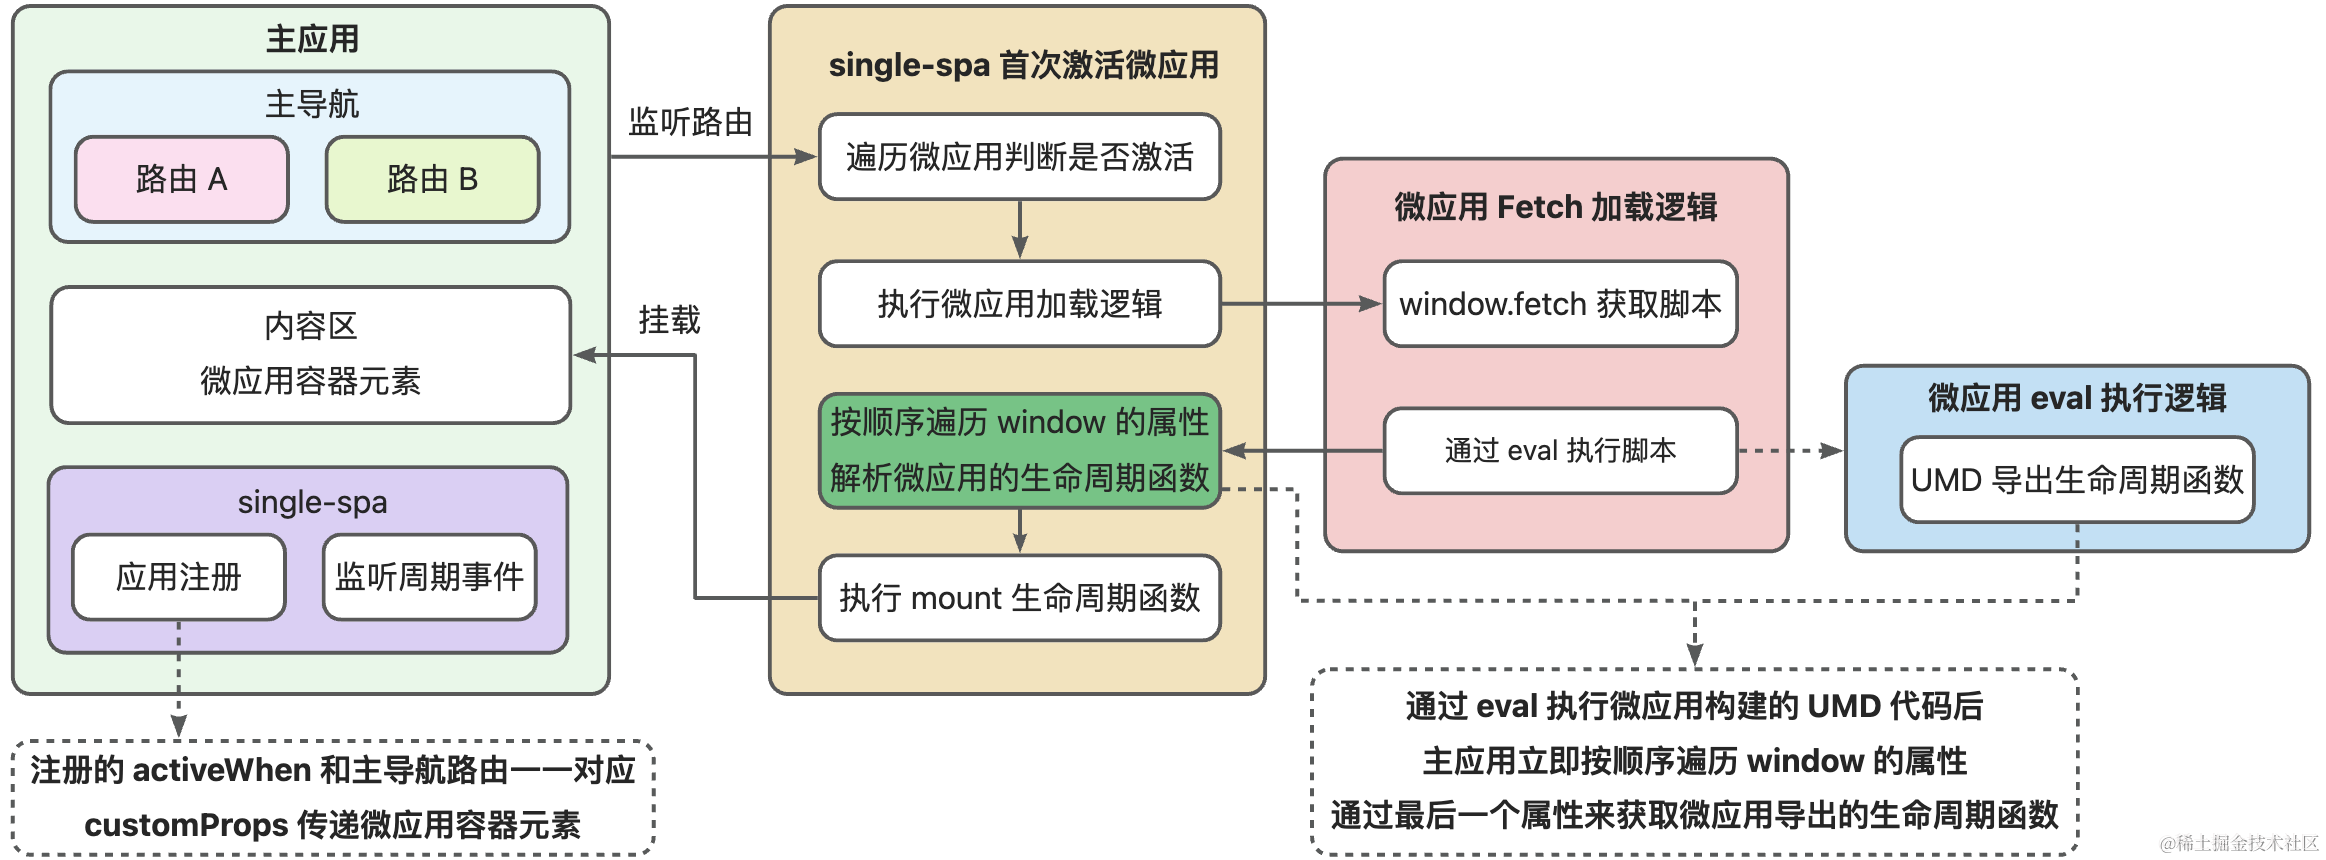 主应用
主导航
路由 A
路由 B
内容区
微应用容器元素
single-spa
应用注册
监听周期事件
注册的 activeWhen 和主导航路由一一对应
customProps 传递微应用容器元素
监听路由
挂载
single-spa 首次激活微应用
遍历微应用判断是否激活
执行微应用加载逻辑
按顺序遍历 window 的属性
解析微应用的生命周期函数
执行 mount 生命周期函数
微应用 Fetch 加载逻辑
window.fetch 获取脚本
通过 eval 执行脚本
微应用 eval 执行逻辑
UMD 导出生命周期函数
通过 eval 执行微应用构建的 UMD 代码后
主应用立即按顺序遍历 window 的属性
通过最后一个属性来获取微应用导出的生命周期函数
@稀土掘金技术社区